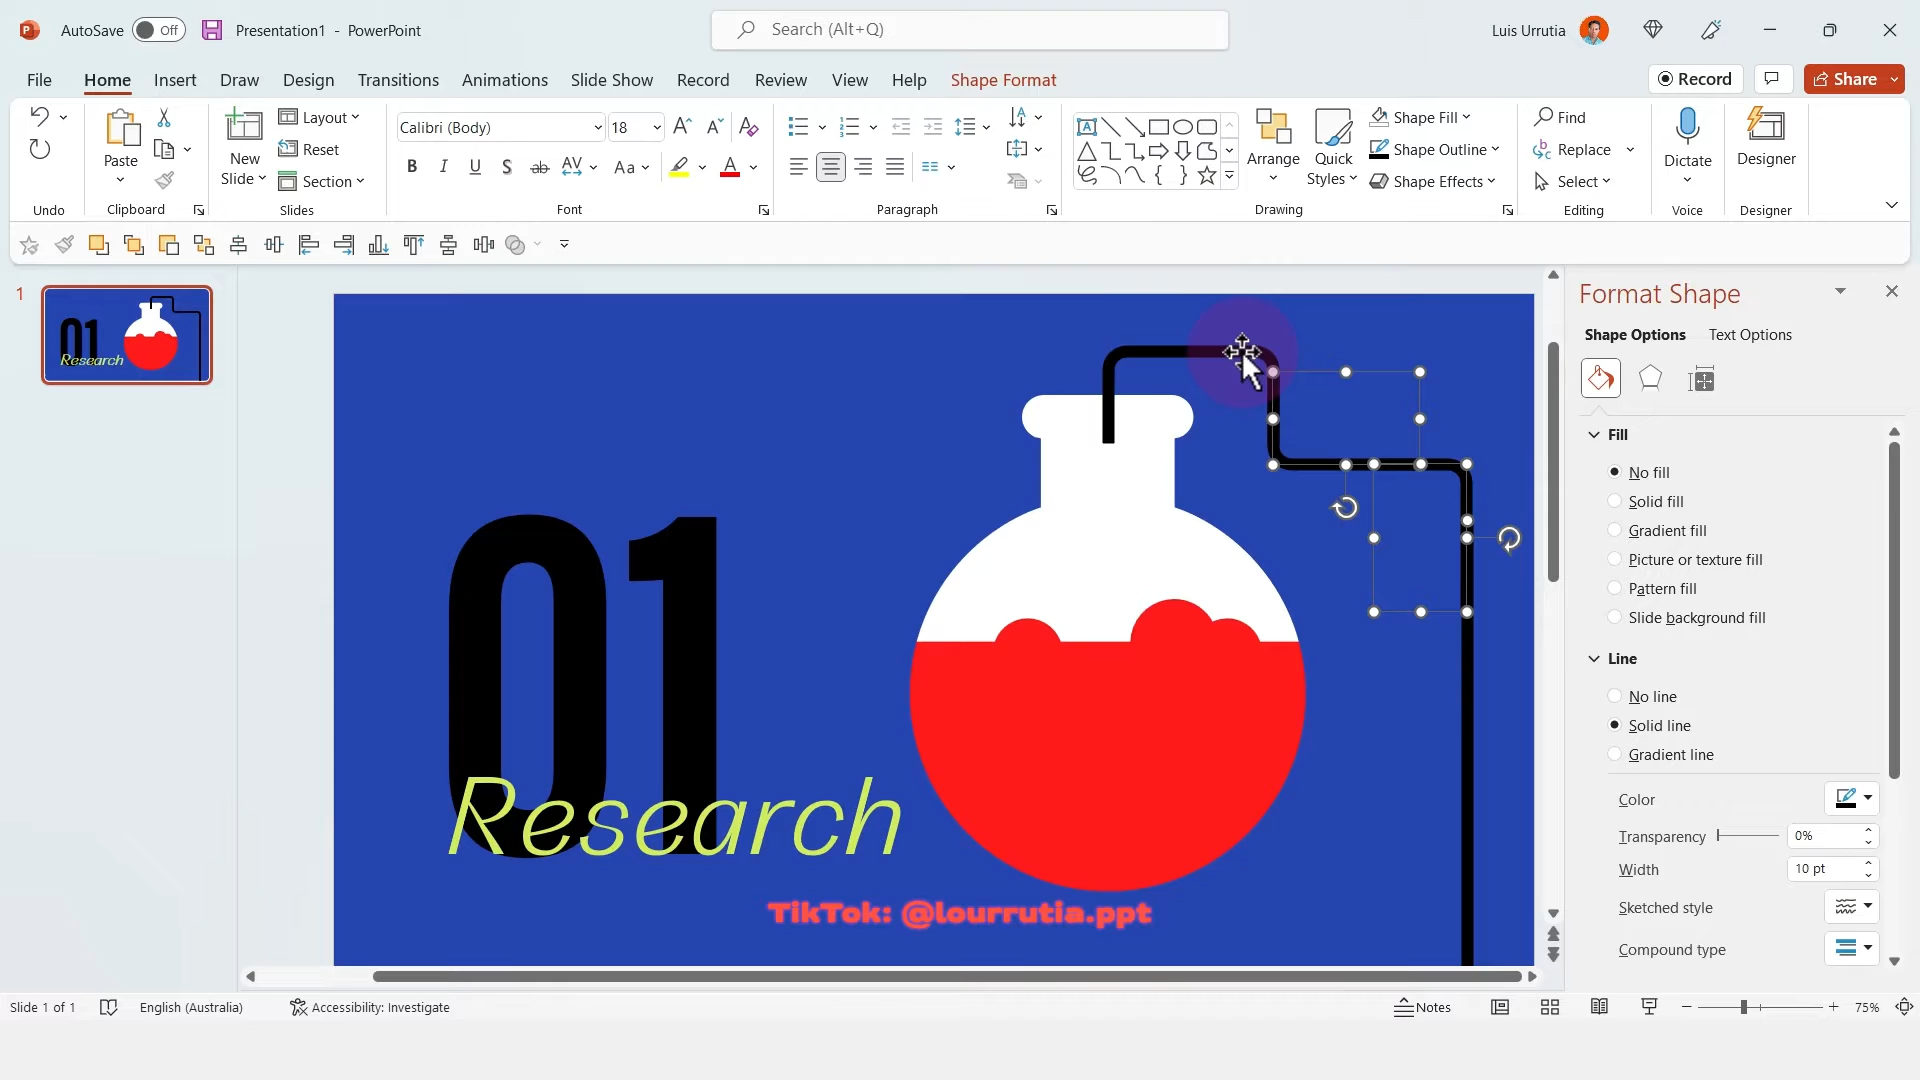 AutoSave Off Presentation1 - PowerPoint Search (Alt+Q) Luis Urrutia
File Home Insert Draw Design Transitions Animations Slide Show Record Review View Help Shape Format Record Share
Paste
New
Slide
Layout
Reset
Section
Calibri (Body) 18
Arrange
Quick
Styles
Shape Fill
Shape Outline
Shape Effects
Find
Replace
Select
Dictate
Designer
Undo Clipboard Slides Font Paragraph Drawing Editing Voice Designer
1
01
Research
01
Research
TikTok: @lourrutia.ppt
Format Shape
Shape Options Text Options
Fill
No fill
Solid fill
Gradient fill
Picture or texture fill
Pattern fill
Slide background fill
Line
No line
Solid line
Gradient line
Color
Transparency 0%
Width 10 pt
Sketched style
Compound type
Slide 1 of 1 English (Australia) Accessibility: Investigate Notes 75%